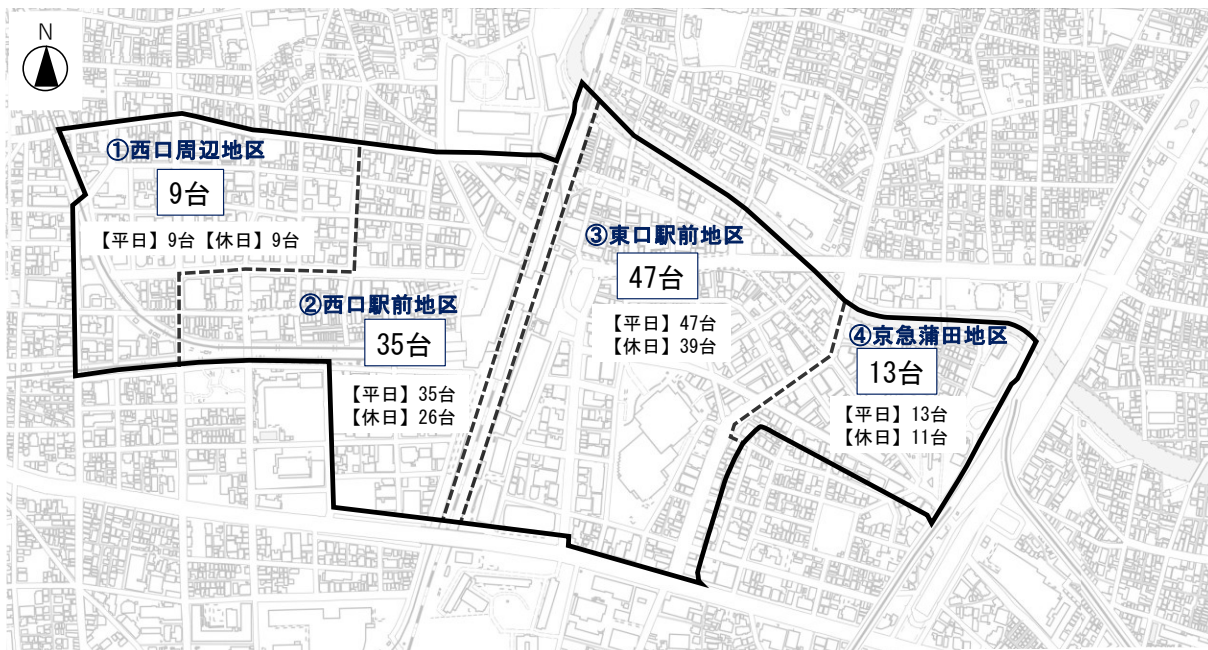 N
①西口周辺地区
9台
【平日】9台【休日】9台
②西口駅前地区
35台
【平日】35台
【休日】26台
③東口駅前地区
47台
【平日】47台
【休日】39台
④京急蒲田地区
13台
【平日】13台
【休日】11台